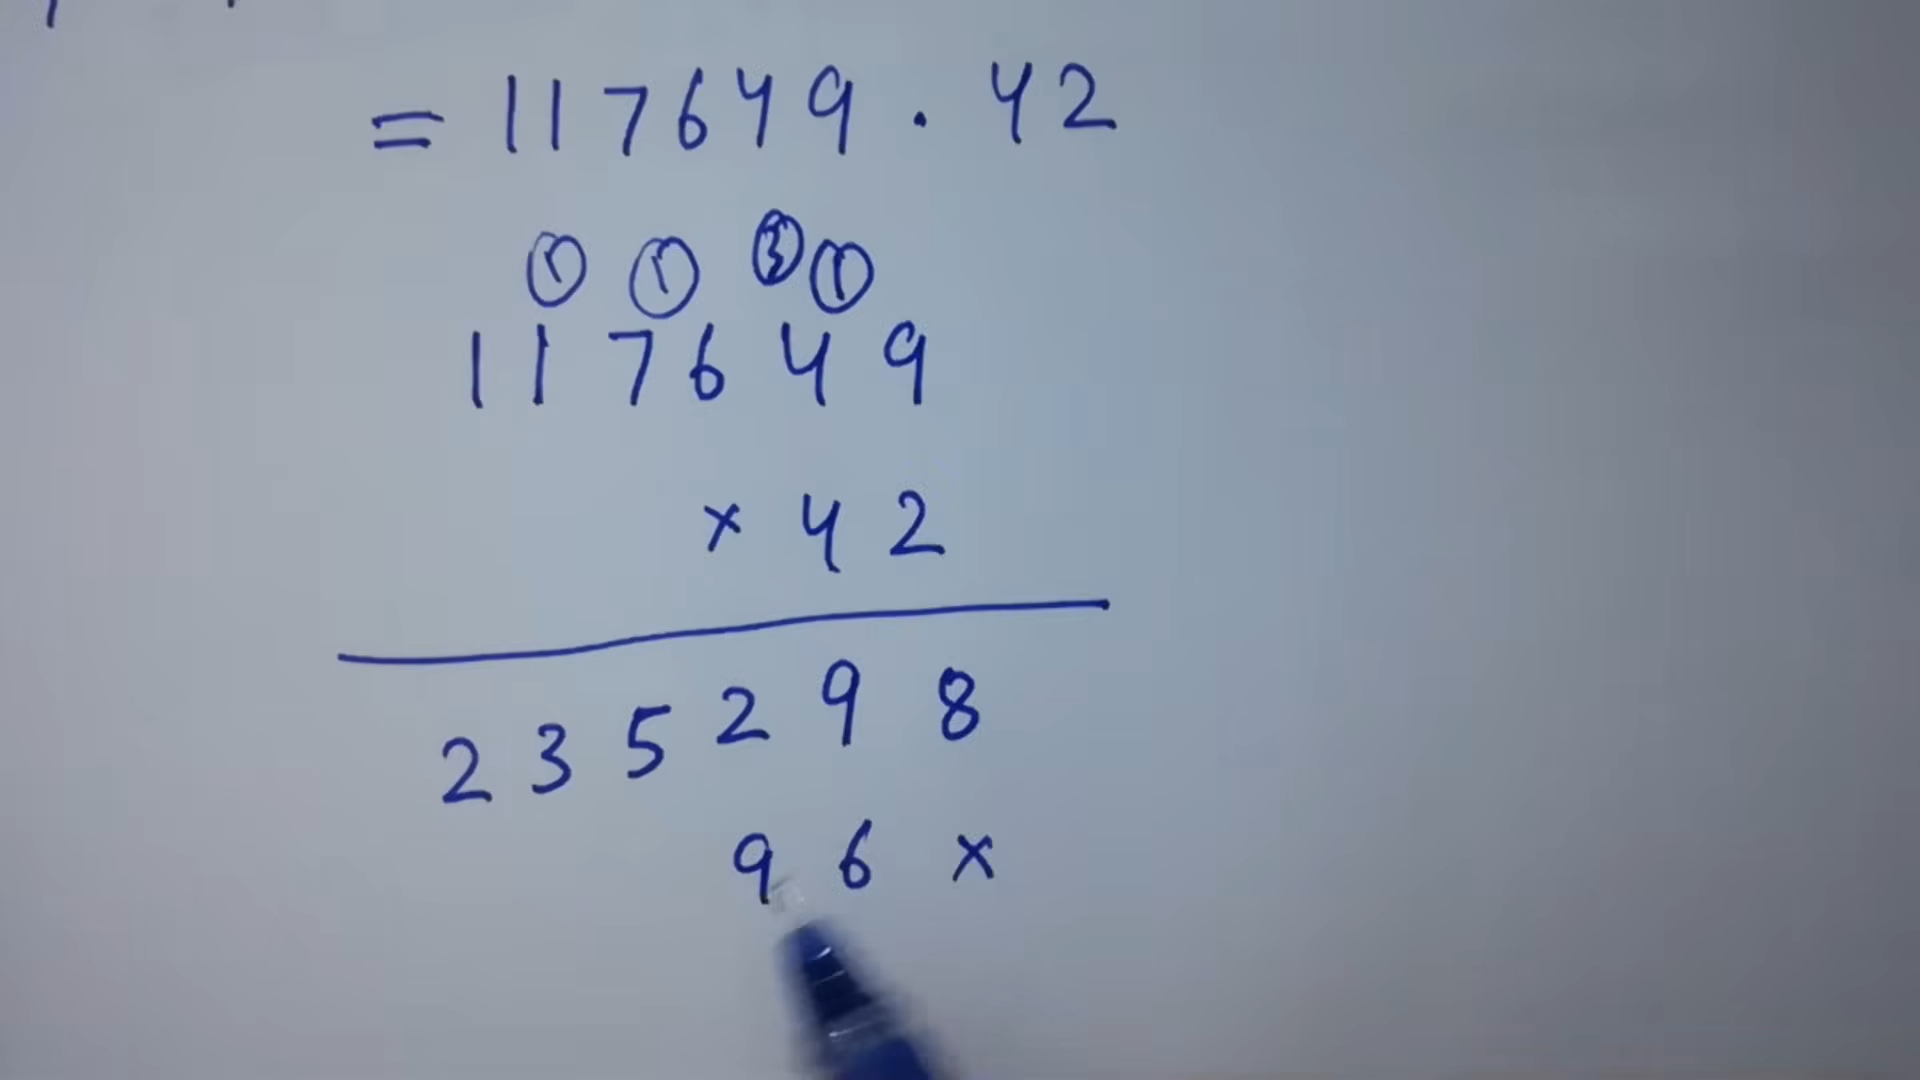 = 117649 . 42
① ① ③ ①
117649
× 42
235298
96×